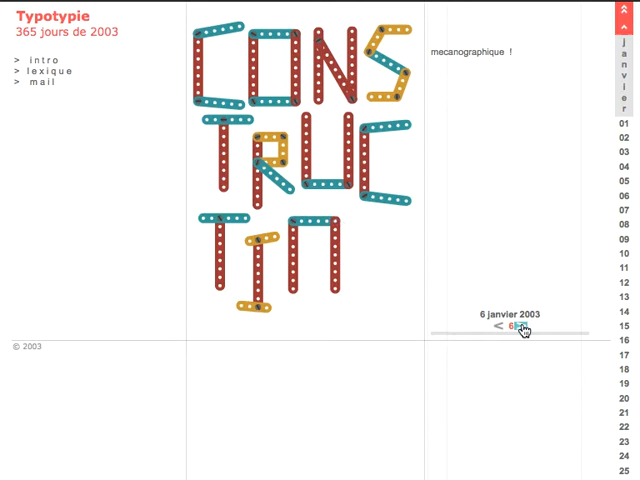 Typotypie
365 jours de 2003
> intro
> lexique
> mail
CONS
TRUC
TIN
mecanographique !
6 janvier 2003
< 6
© 2003
janvier
01
02
03
04
05
06
07
08
09
10
11
12
13
14
15
16
17
18
19
20
21
22
23
24
25